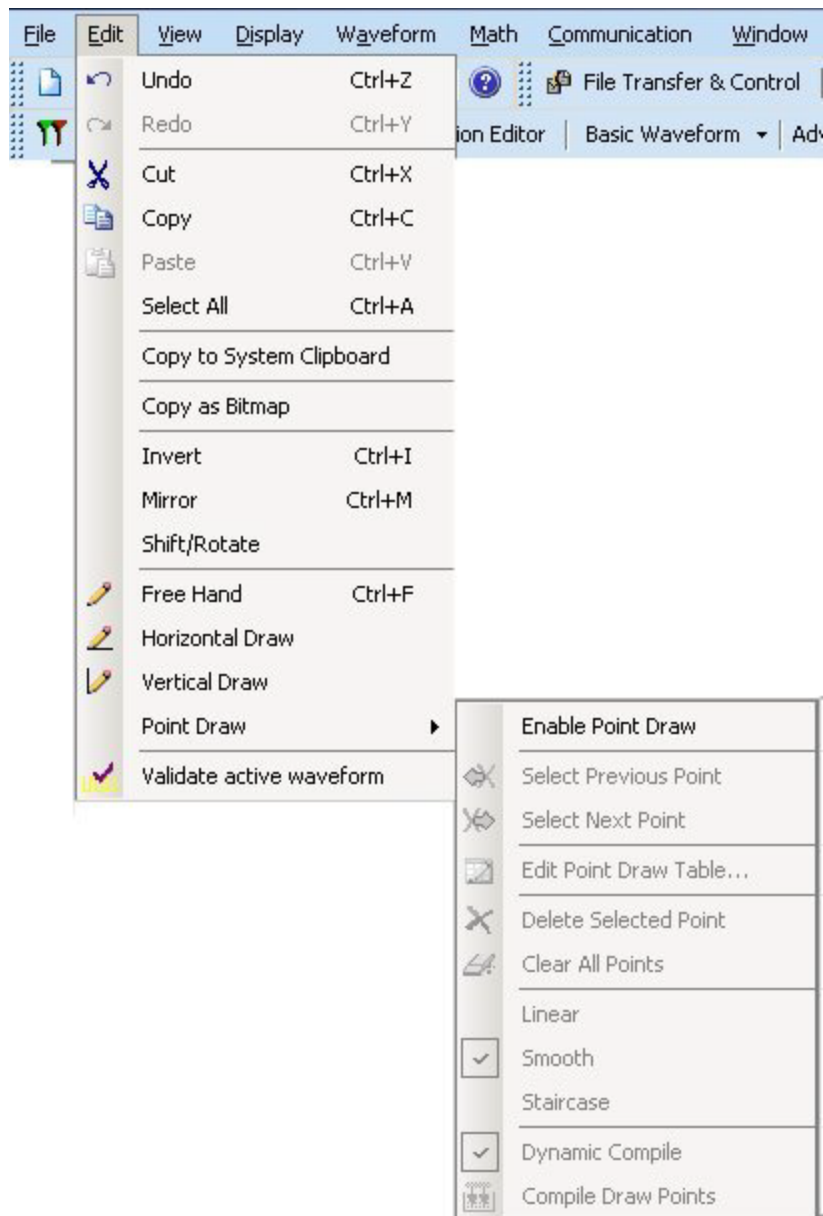 File Edit View Display Waveform Math Communication Window
File Transfer & Control
ion Editor Basic Waveform Adv
Undo Ctrl+Z
Redo Ctrl+Y
Cut Ctrl+X
Copy Ctrl+C
Paste Ctrl+V
Select All Ctrl+A
Copy to System Clipboard
Copy as Bitmap
Invert Ctrl+I
Mirror Ctrl+M
Shift/Rotate
Free Hand Ctrl+F
Horizontal Draw
Vertical Draw
Point Draw
Validate active waveform
Enable Point Draw
Select Previous Point
Select Next Point
Edit Point Draw Table...
Delete Selected Point
Clear All Points
Linear
Smooth
Staircase
Dynamic Compile
Compile Draw Points